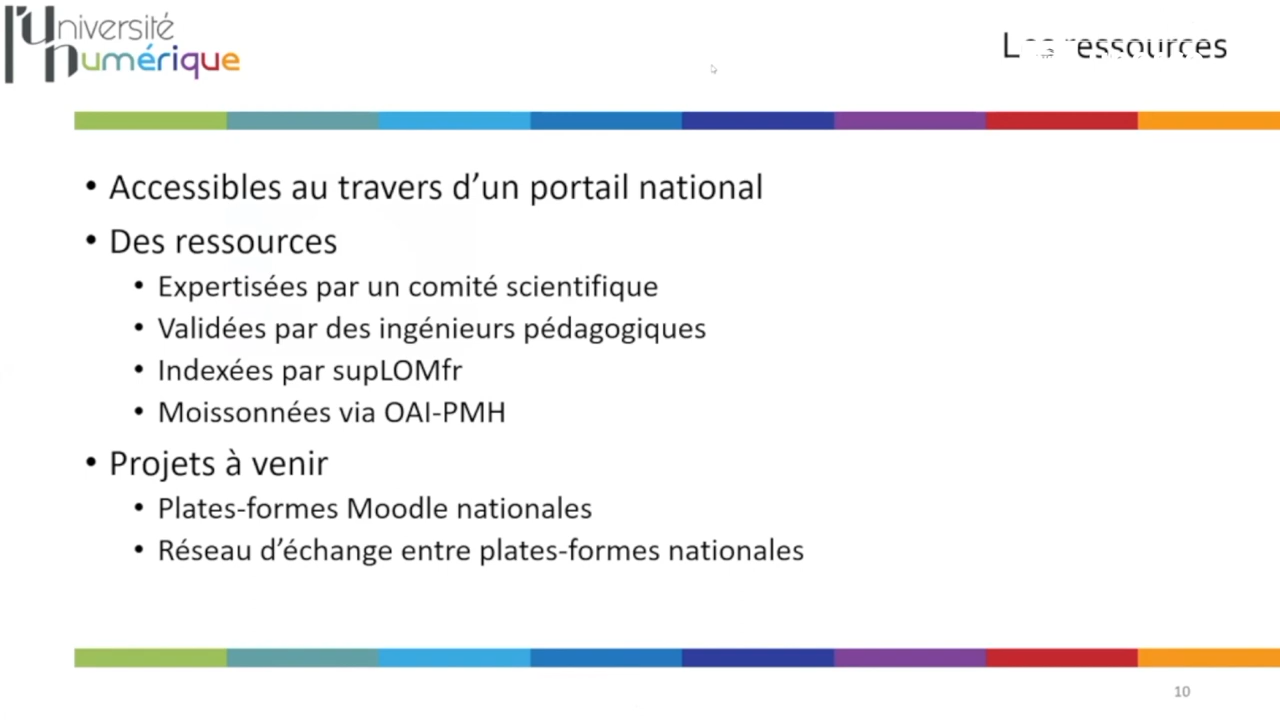 l'Université
Numérique
Les ressources
• Accessibles au travers d'un portail national
• Des ressources
• Expertisées par un comité scientifique
• Validées par des ingénieurs pédagogiques
• Indexées par supLOMfr
• Moissonnées via OAI-PMH
• Projets à venir
• Plates-formes Moodle nationales
• Réseau d'échange entre plates-formes nationales
10